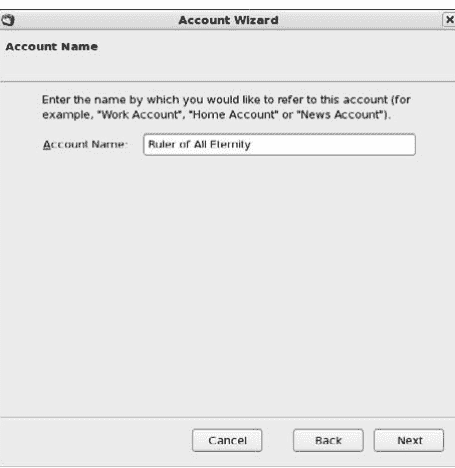 Account Wizard
Account Name
Enter the name by which you would like to refer to this account (for
example, "Work Account", "Home Account" or "News Account").
Account Name: Ruler of All Eternity
Cancel Back Next